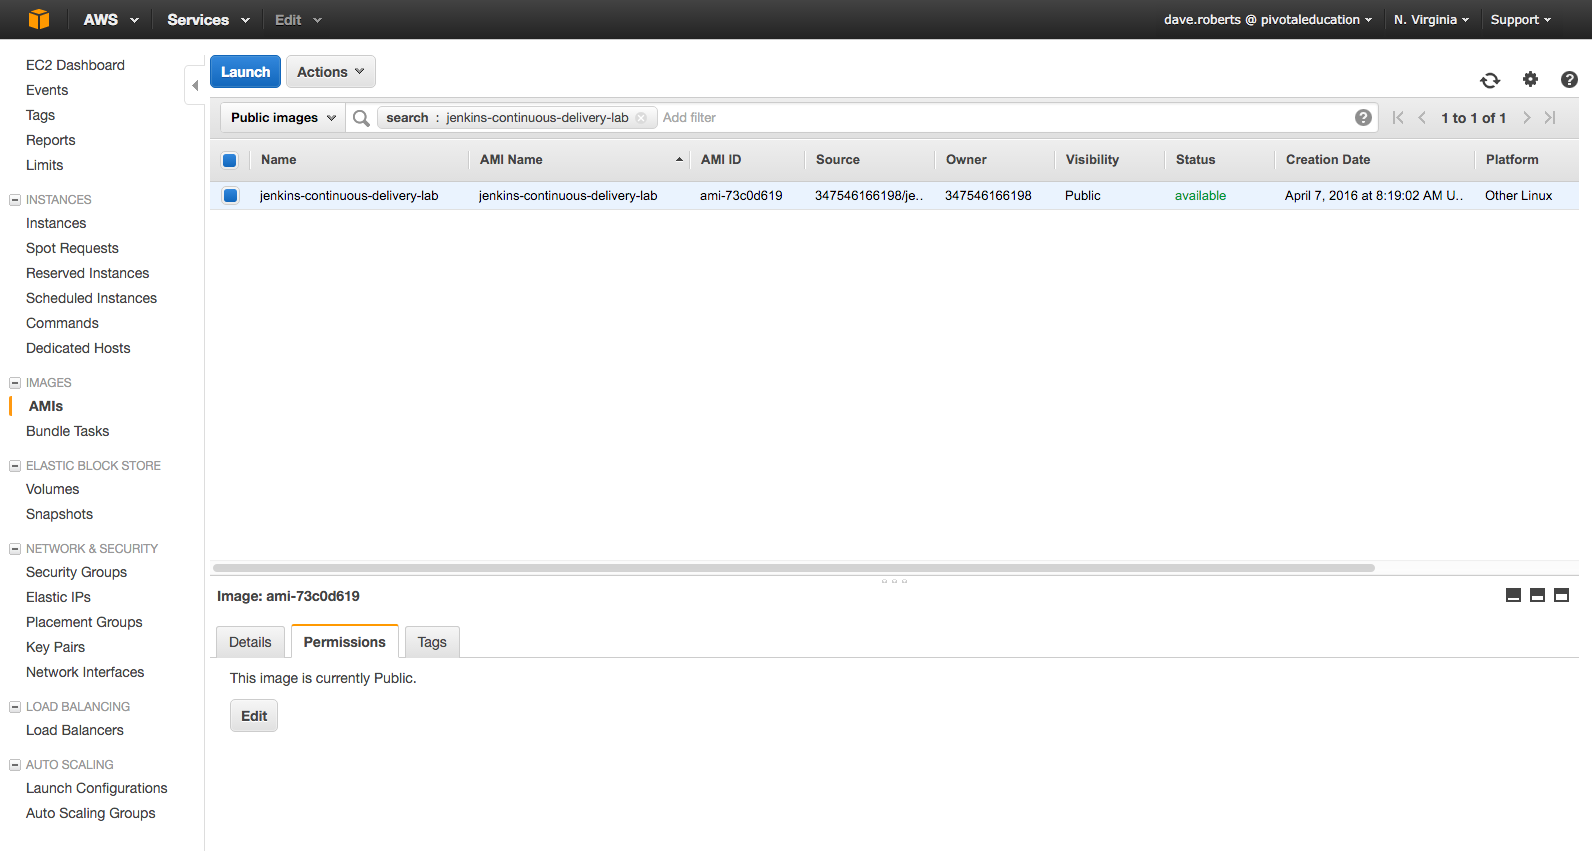 AWS Services Edit dave.roberts @ pivotaleducation N. Virginia Support
EC2 Dashboard
Events
Tags
Reports
Limits
INSTANCES
Instances
Spot Requests
Reserved Instances
Scheduled Instances
Commands
Dedicated Hosts
IMAGES
AMIs
Bundle Tasks
ELASTIC BLOCK STORE
Volumes
Snapshots
NETWORK & SECURITY
Security Groups
Elastic IPs
Placement Groups
Key Pairs
Network Interfaces
LOAD BALANCING
Load Balancers
AUTO SCALING
Launch Configurations
Auto Scaling Groups
Launch Actions
Public images search : jenkins-continuous-delivery-lab Add filter 1 to 1 of 1
Name AMI Name AMI ID Source Owner Visibility Status Creation Date Platform
jenkins-continuous-delivery-lab jenkins-continuous-delivery-lab ami-73c0d619 347546166198/je.. 347546166198 Public available April 7, 2016 at 8:19:02 AM U.. Other Linux
Image: ami-73c0d619
Details Permissions Tags
This image is currently Public.
Edit